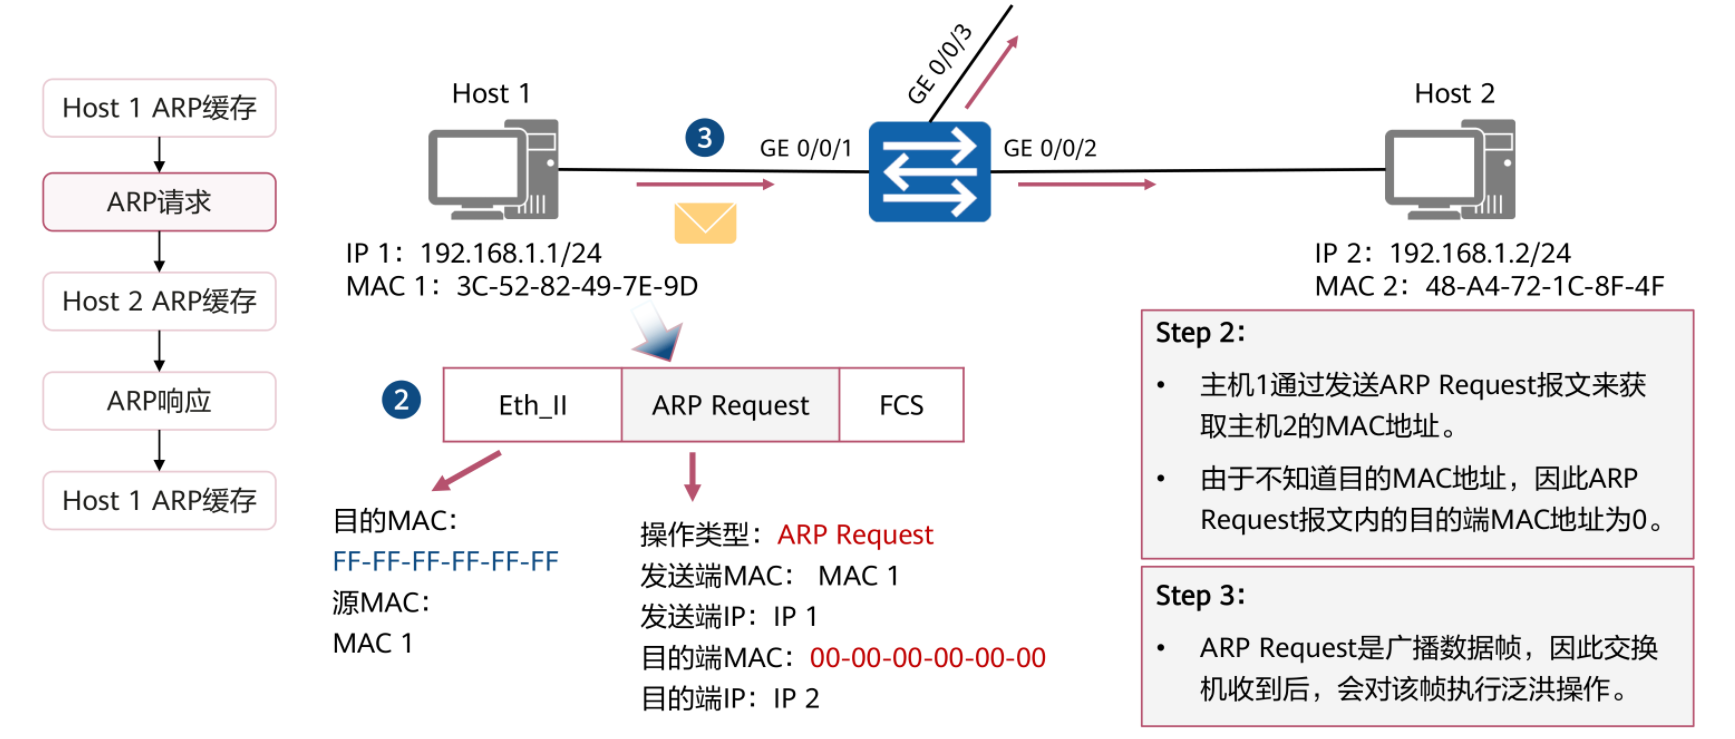 Host 1 ARP缓存
ARP请求
Host 2 ARP缓存
ARP响应
Host 1 ARP缓存
Host 1
3
GE 0/0/1
GE 0/0/3
GE 0/0/2
Host 2
IP 1：192.168.1.1/24
MAC 1：3C-52-82-49-7E-9D
IP 2：192.168.1.2/24
MAC 2：48-A4-72-1C-8F-4F
2
Eth_II
ARP Request
FCS
目的MAC：
FF-FF-FF-FF-FF-FF
源MAC：
MAC 1
操作类型：ARP Request
发送端MAC： MAC 1
发送端IP：IP 1
目的端MAC：00-00-00-00-00-00
目的端IP：IP 2
Step 2：
• 主机1通过发送ARP Request报文来获
取主机2的MAC地址。
• 由于不知道目的MAC地址，因此ARP
Request报文内的目的端MAC地址为0。
Step 3：
• ARP Request是广播数据帧，因此交换
机收到后，会对该帧执行泛洪操作。